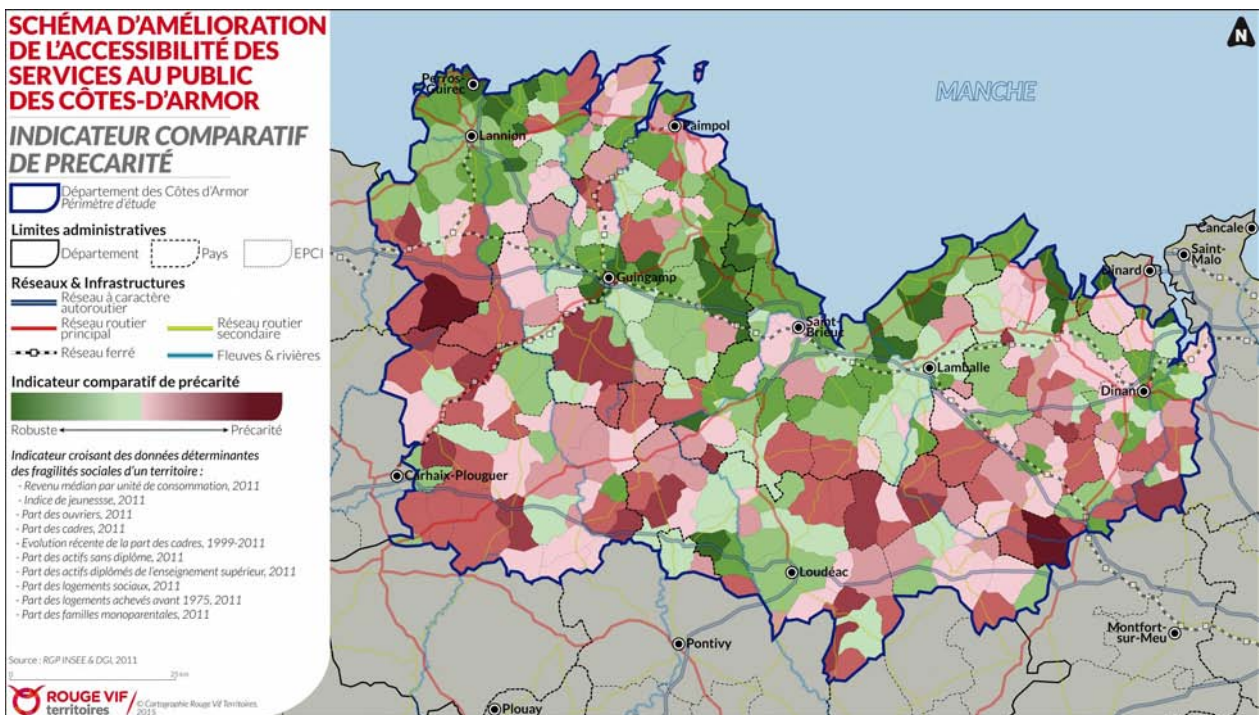 SCHÉMA D'AMÉLIORATION
DE L'ACCESSIBILITÉ DES
SERVICES AU PUBLIC
DES CÔTES-D'ARMOR
INDICATEUR COMPARATIF
DE PRECARITÉ
Département des Côtes d'Armor
Périmètre d'étude
Limites administratives
Département
Pays
EPCI
Réseaux & Infrastructures
Réseau à caractère
autoroutier
Réseau routier
principal
Réseau routier
secondaire
Réseau ferré
Fleuves & rivières
Indicateur comparatif de précarité
Robuste
Précarité
Indicateur croisant des données déterminantes
des fragilités sociales d'un territoire :
- Revenu médian par unité de consommation, 2011
- Indice de jeunessse, 2011
- Part des ouvriers, 2011
- Part des cadres, 2011
- Evolution récente de la part des cadres, 1999-2011
- Part des actifs sans diplôme, 2011
- Part des actifs diplômés de l'enseignement supérieur, 2011
- Part des logements sociaux, 2011
- Part des logements achevés avant 1975, 2011
- Part des familles monoparentales, 2011
Source : RGP INSEE & DGI, 2011
0
25 km
ROUGE VIF
territoires
© Cartographie Rouge Vif Territoires,
2015
N
MANCHE
Perros-
Guirec
Lannion
Paimpol
Cancale
Saint-
Malo
Dinard
Guingamp
Saint-
Brieuc
Lamballe
Dinan
Carhaix-Plouguer
Loudéac
Montfort-
sur-Meu
Pontivy
Plouay